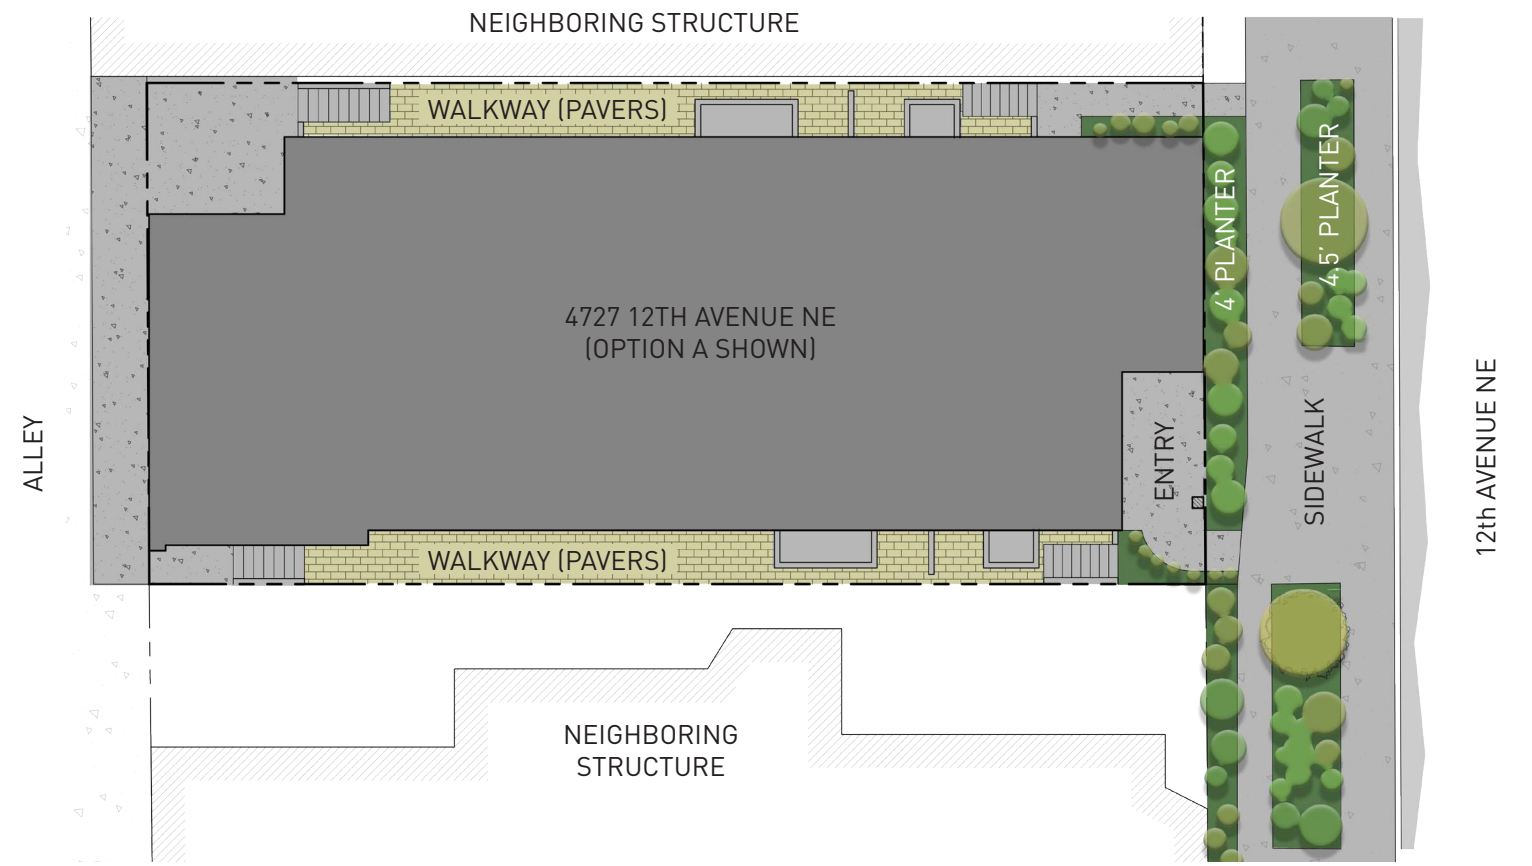 NEIGHBORING STRUCTURE
WALKWAY (PAVERS)
4' PLANTER
4.5' PLANTER
4727 12TH AVENUE NE
(OPTION A SHOWN)
ALLEY
ENTRY
SIDEWALK
12th AVENUE NE
WALKWAY (PAVERS)
NEIGHBORING
STRUCTURE